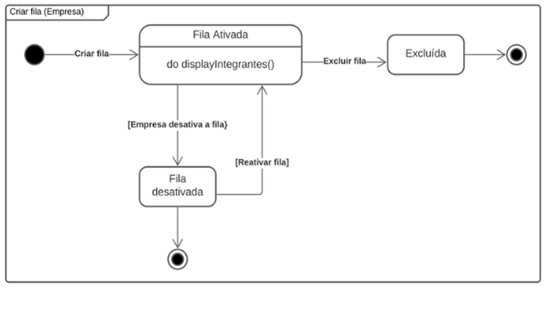 Criar fila (Empresa)
Fila Ativada
Criar fila
do displayIntegrantes()
Excluir fila
Excluída
[Empresa desativa a fila}
[Reativar fila]
Fila
desativada